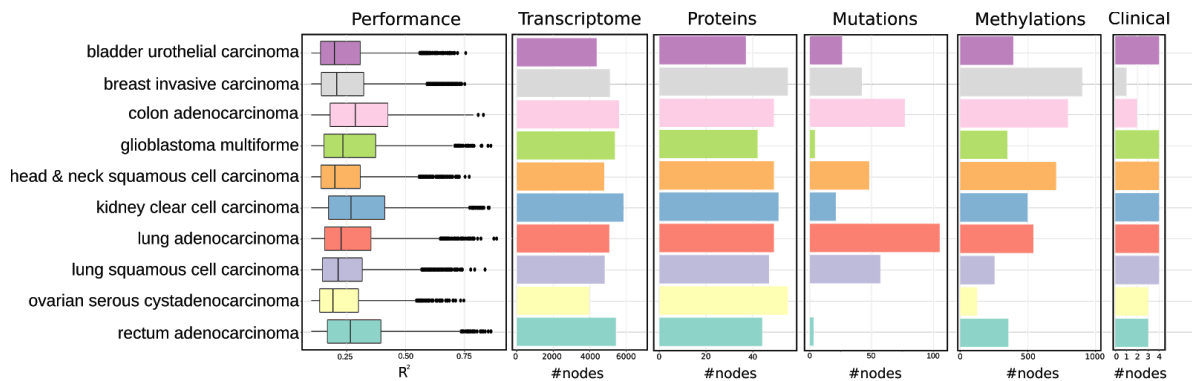 Performance Transcriptome Proteins Mutations Methylations Clinical
bladder urothelial carcinoma
breast invasive carcinoma
colon adenocarcinoma
glioblastoma multiforme
head & neck squamous cell carcinoma
kidney clear cell carcinoma
lung adenocarcinoma
lung squamous cell carcinoma
ovarian serous cystadenocarcinoma
rectum adenocarcinoma
0.25 0.50 0.75 0 2000 4000 6000 0 20 40 0 50 100 0 500 1000 0 1 2 3 4
R² #nodes #nodes #nodes #nodes #nodes